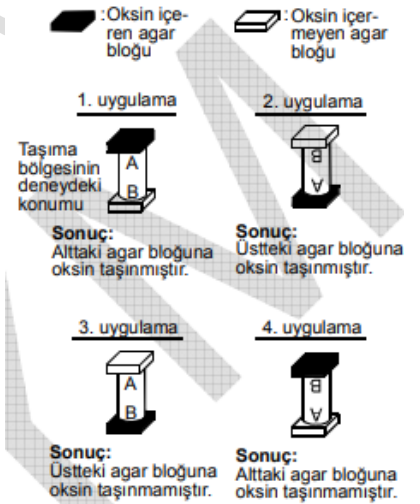 :Oksin içe-
ren agar
bloğu
:Oksin içer-
meyen agar
bloğu
1. uygulama
Taşıma
bölgesinin
deneydeki
konumu
A
B
Sonuç:
Alttaki agar bloğuna
oksin taşınmıştır.
2. uygulama
B
A
Sonuç:
Üstteki agar bloğuna
oksin taşınmıştır.
3. uygulama
A
B
Sonuç:
Üstteki agar bloğuna
oksin taşınmamıştır.
4. uygulama
B
A
Sonuç:
Alttaki agar bloğuna
oksin taşınmamıştır.